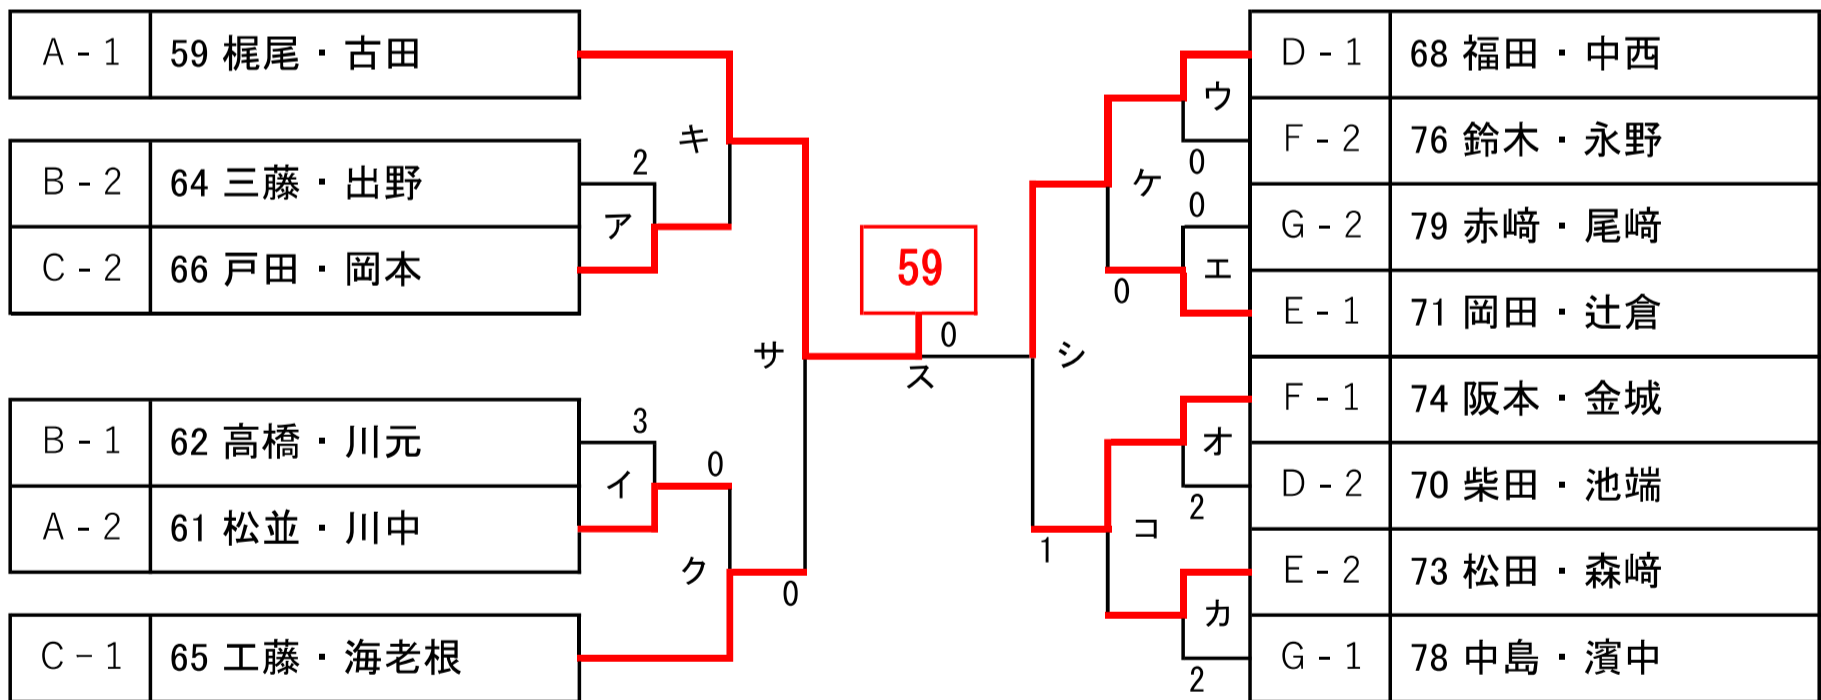 A - 1 59 梶尾・古田
B - 2 64 三藤・出野
C - 2 66 戸田・岡本
B - 1 62 高橋・川元
A - 2 61 松並・川中
C - 1 65 工藤・海老根
2
ア
キ
3
イ
0
ク
サ
0
59
0
ス
シ
1
ケ
0
コ
ウ
0
0
エ
オ
2
カ
2
D - 1 68 福田・中西
F - 2 76 鈴木・永野
G - 2 79 赤﨑・尾﨑
E - 1 71 岡田・辻倉
F - 1 74 阪本・金城
D - 2 70 柴田・池端
E - 2 73 松田・森﨑
G - 1 78 中島・濱中